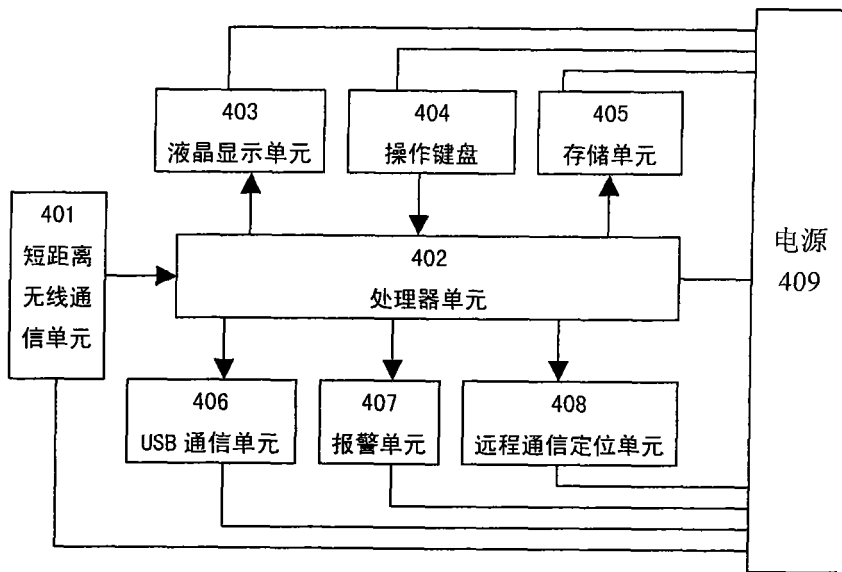 403
液晶显示单元
404
操作键盘
405
存储单元
401
短距离
无线通
信单元
402
处理器单元
电源
409
406
USB 通信单元
407
报警单元
408
远程通信定位单元